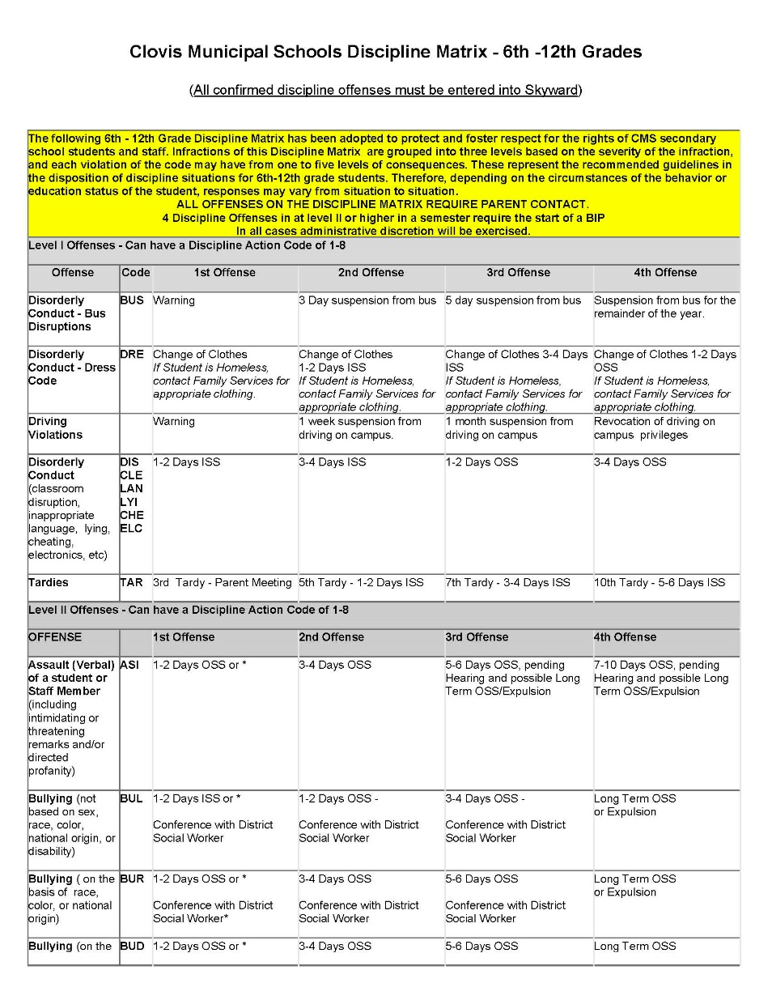 Clovis Municipal Schools Discipline Matrix - 6th -12th Grades
(All confirmed discipline offenses must be entered into Skyward)
The following 6th - 12th Grade Discipline Matrix has been adopted to protect and foster respect for the rights of CMS secondary
school students and staff. Infractions of this Discipline Matrix are grouped into three levels based on the severity of the infraction,
and each violation of the code may have from one to five levels of consequences. These represent the recommended guidelines in
the disposition of discipline situations for 6th-12th grade students. Therefore, depending on the circumstances of the behavior or
education status of the student, responses may vary from situation to situation.
ALL OFFENSES ON THE DISCIPLINE MATRIX REQUIRE PARENT CONTACT.
4 Discipline Offenses in at level II or higher in a semester require the start of a BIP
In all cases administrative discretion will be exercised.
Level I Offenses - Can have a Discipline Action Code of 1-8
Offense Code 1st Offense 2nd Offense 3rd Offense 4th Offense
Disorderly BUS Warning 3 Day suspension from bus 5 day suspension from bus Suspension from bus for the
Conduct - Bus remainder of the year.
Disruptions
Disorderly DRE Change of Clothes Change of Clothes Change of Clothes 3-4 Days Change of Clothes 1-2 Days
Conduct - Dress If Student is Homeless, 1-2 Days ISS ISS OSS
Code contact Family Services for If Student is Homeless, If Student is Homeless, If Student is Homeless,
appropriate clothing. contact Family Services for contact Family Services for contact Family Services for
appropriate clothing. appropriate clothing. appropriate clothing.
Driving Warning 1 week suspension from 1 month suspension from Revocation of driving on
Violations driving on campus. driving on campus campus privileges
Disorderly DIS 1-2 Days ISS 3-4 Days ISS 1-2 Days OSS 3-4 Days OSS
Conduct CLE
(classroom LAN
disruption, LYI
inappropriate CHE
language, lying, ELC
cheating,
electronics, etc)
Tardies TAR 3rd Tardy - Parent Meeting 5th Tardy - 1-2 Days ISS 7th Tardy - 3-4 Days ISS 10th Tardy - 5-6 Days ISS
Level II Offenses - Can have a Discipline Action Code of 1-8
OFFENSE 1st Offense 2nd Offense 3rd Offense 4th Offense
Assault (Verbal) ASI 1-2 Days OSS or * 3-4 Days OSS 5-6 Days OSS, pending 7-10 Days OSS, pending
of a student or Hearing and possible Long Hearing and possible Long
Staff Member Term OSS/Expulsion Term OSS/Expulsion
(including
intimidating or
threatening
remarks and/or
directed
profanity)
Bullying (not BUL 1-2 Days ISS or * 1-2 Days OSS - 3-4 Days OSS - Long Term OSS
based on sex, or Expulsion
race, color, Conference with District Conference with District Conference with District
national origin, or Social Worker Social Worker Social Worker
disability)
Bullying ( on the BUR 1-2 Days OSS or * 3-4 Days OSS 5-6 Days OSS Long Term OSS
basis of race, or Expulsion
color, or national Conference with District Conference with District Conference with District
origin) Social Worker* Social Worker Social Worker
Bullying (on the BUD 1-2 Days OSS or * 3-4 Days OSS 5-6 Days OSS Long Term OSS